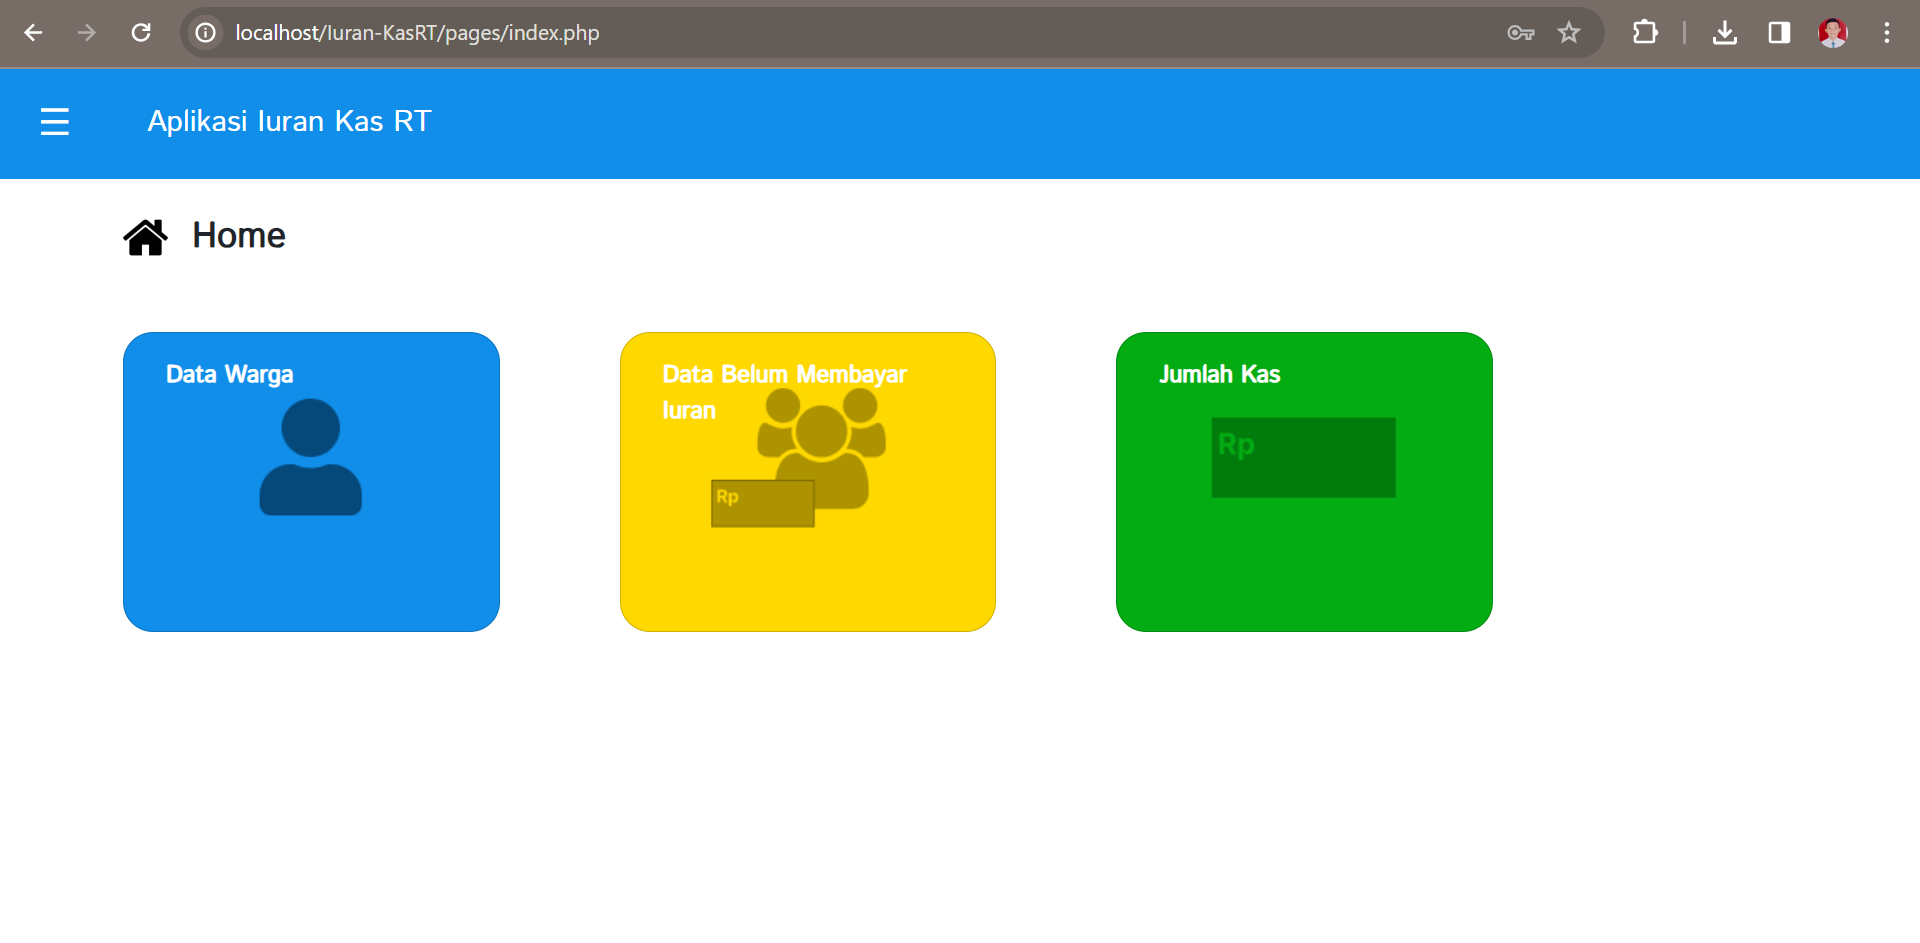 localhost/Iuran-KasRT/pages/index.php
Aplikasi Iuran Kas RT
Home
Data Warga
Data Belum Membayar
Iuran
Rp
Jumlah Kas
Rp